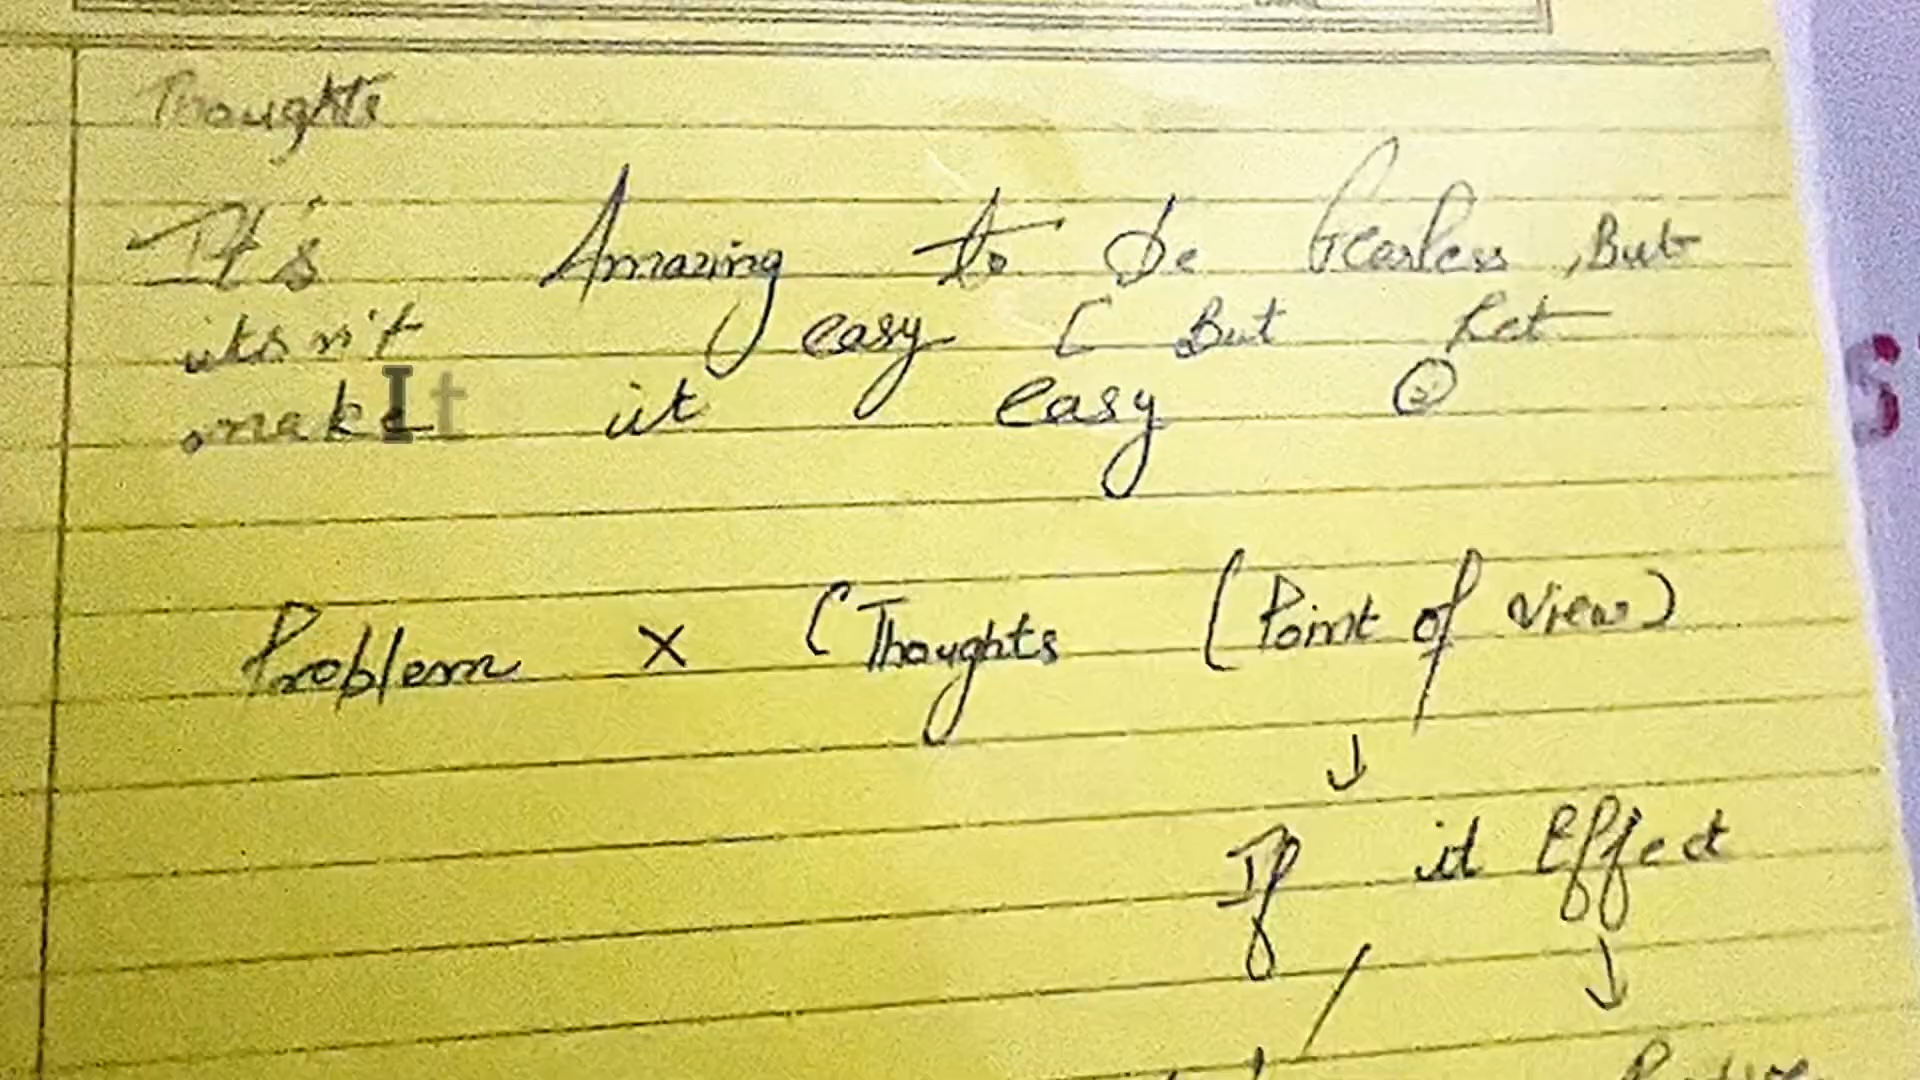 Thoughts
It's Amazing to be fearless, But
itsn't easy ( But Let
make it easy
It
Problem × (Thoughts (Point of view)
↓
If it Effect
↓